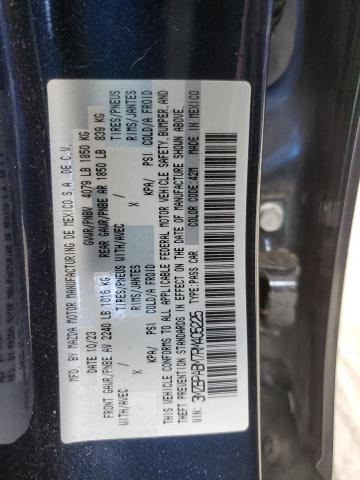 MFD. BY MAZDA MOTOR MANUFACTURING DE MEXICO S.A. DE C.V.
DATE: 10/23 GVWR/PNBV 4079 LB 1850 KG
FRONT GAWR/PNBE AV 2240 LB 1016 KG REAR GAWR/PNBE AR 1850 LB 839 KG
WITH/AVEC TIRES/PNEUS WITH/AVEC TIRES/PNEUS
X RIMS/JANTES X RIMS/JANTES
KPA/ PSI COLD/A FROID KPA/ PSI COLD/A FROID
THIS VEHICLE CONFORMS TO ALL APPLICABLE FEDERAL MOTOR VEHICLE SAFETY, BUMPER, AND
THEFT PREVENTION STANDARDS IN EFFECT ON THE DATE OF MANUFACTURE SHOWN ABOVE.
COLOR/COLORIS: 42M MADE IN MEXICO
VIN: TYPE: PASS CAR